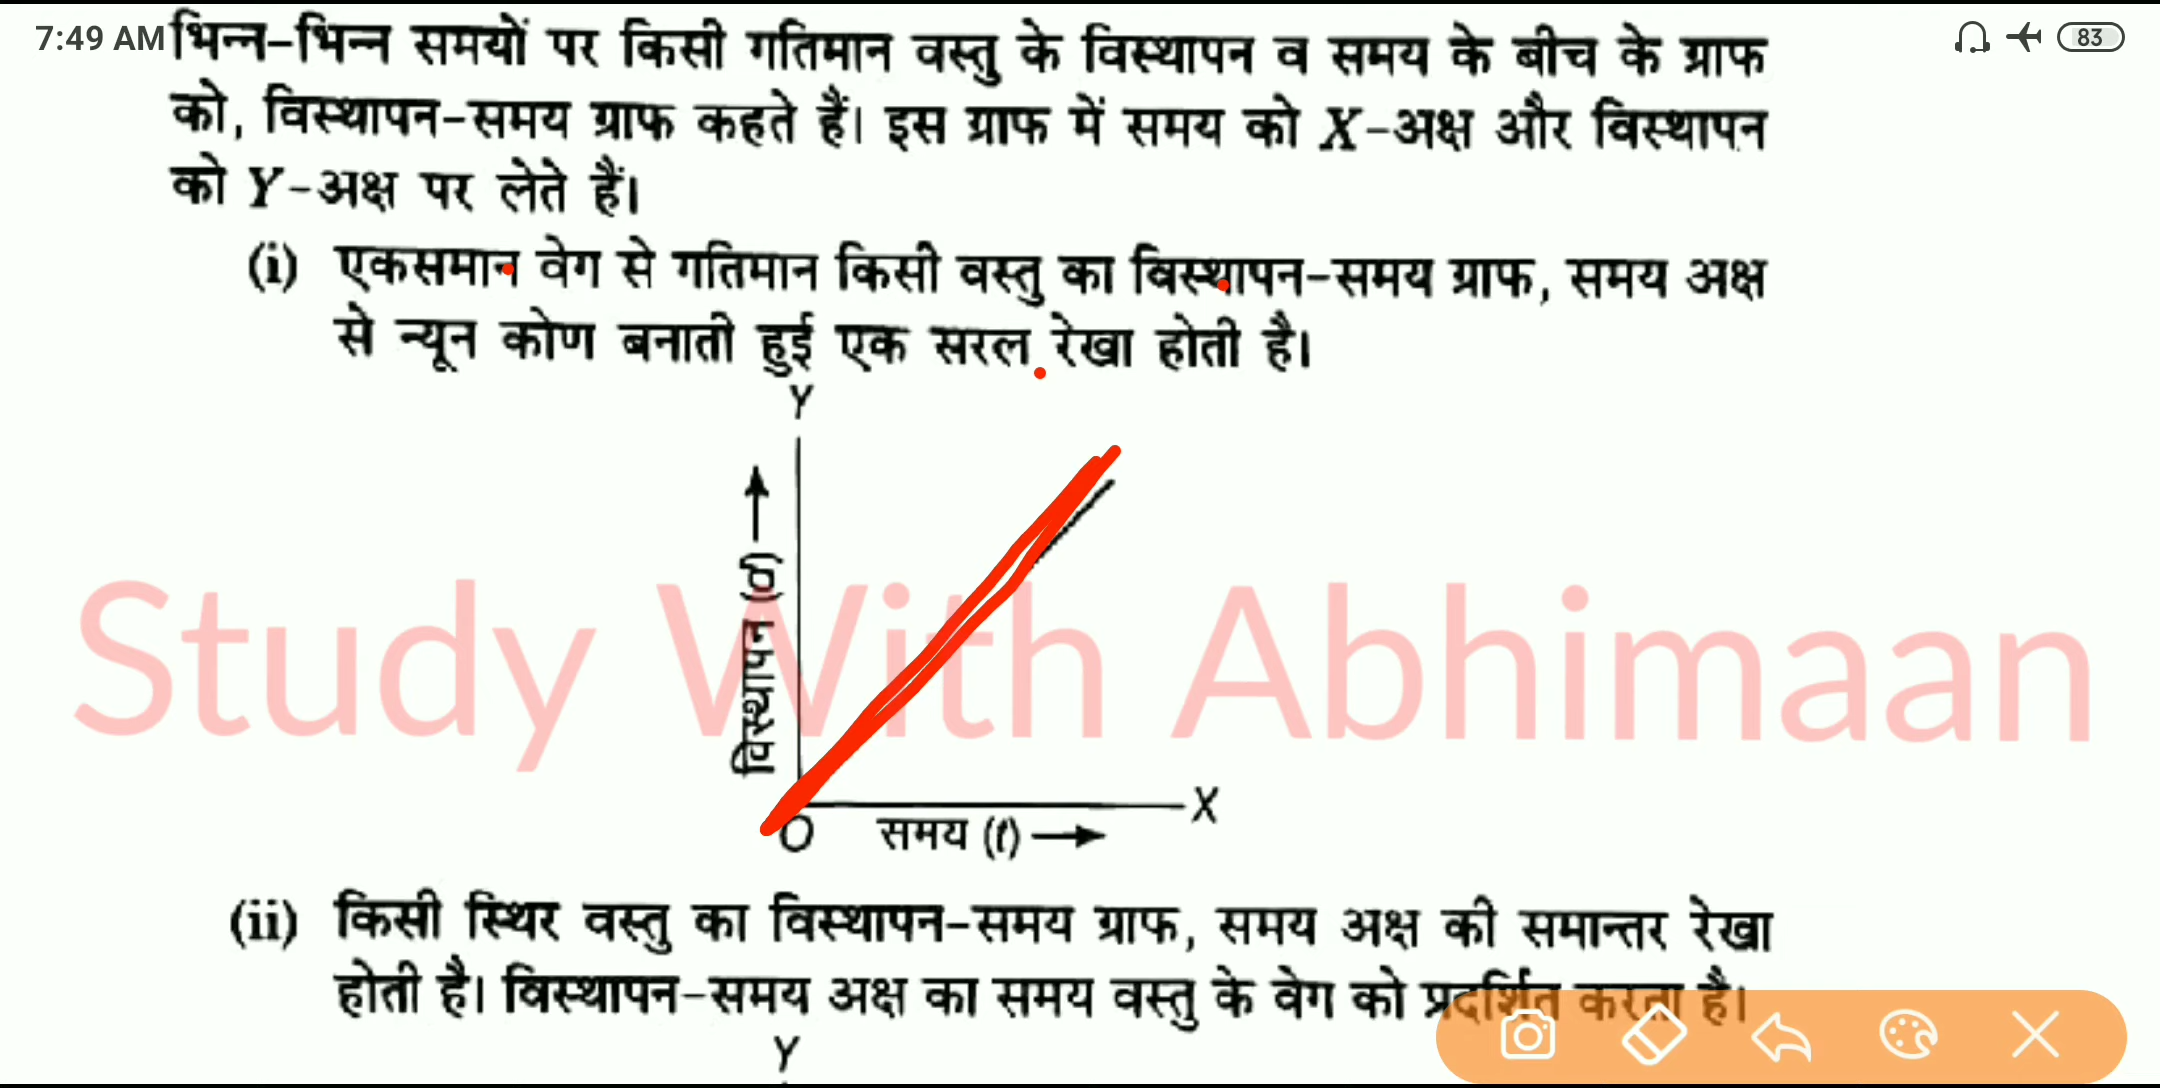 7:49 AM
83
भिन्न-भिन्न समयों पर किसी गतिमान वस्तु के विस्थापन व समय के बीच के ग्राफ
को, विस्थापन-समय ग्राफ कहते हैं। इस ग्राफ में समय को X-अक्ष और विस्थापन
को Y-अक्ष पर लेते हैं।
(i) एकसमान वेग से गतिमान किसी वस्तु का विस्थापन-समय ग्राफ, समय अक्ष
से न्यून कोण बनाती हुई एक सरल रेखा होती है।
Y
विस्थापन (d)
X
O
समय (t)
Study With Abhimaan
(ii) किसी स्थिर वस्तु का विस्थापन-समय ग्राफ, समय अक्ष की समान्तर रेखा
होती है। विस्थापन-समय अक्ष का समय वस्तु के वेग को प्रदर्शित करता है।
Y